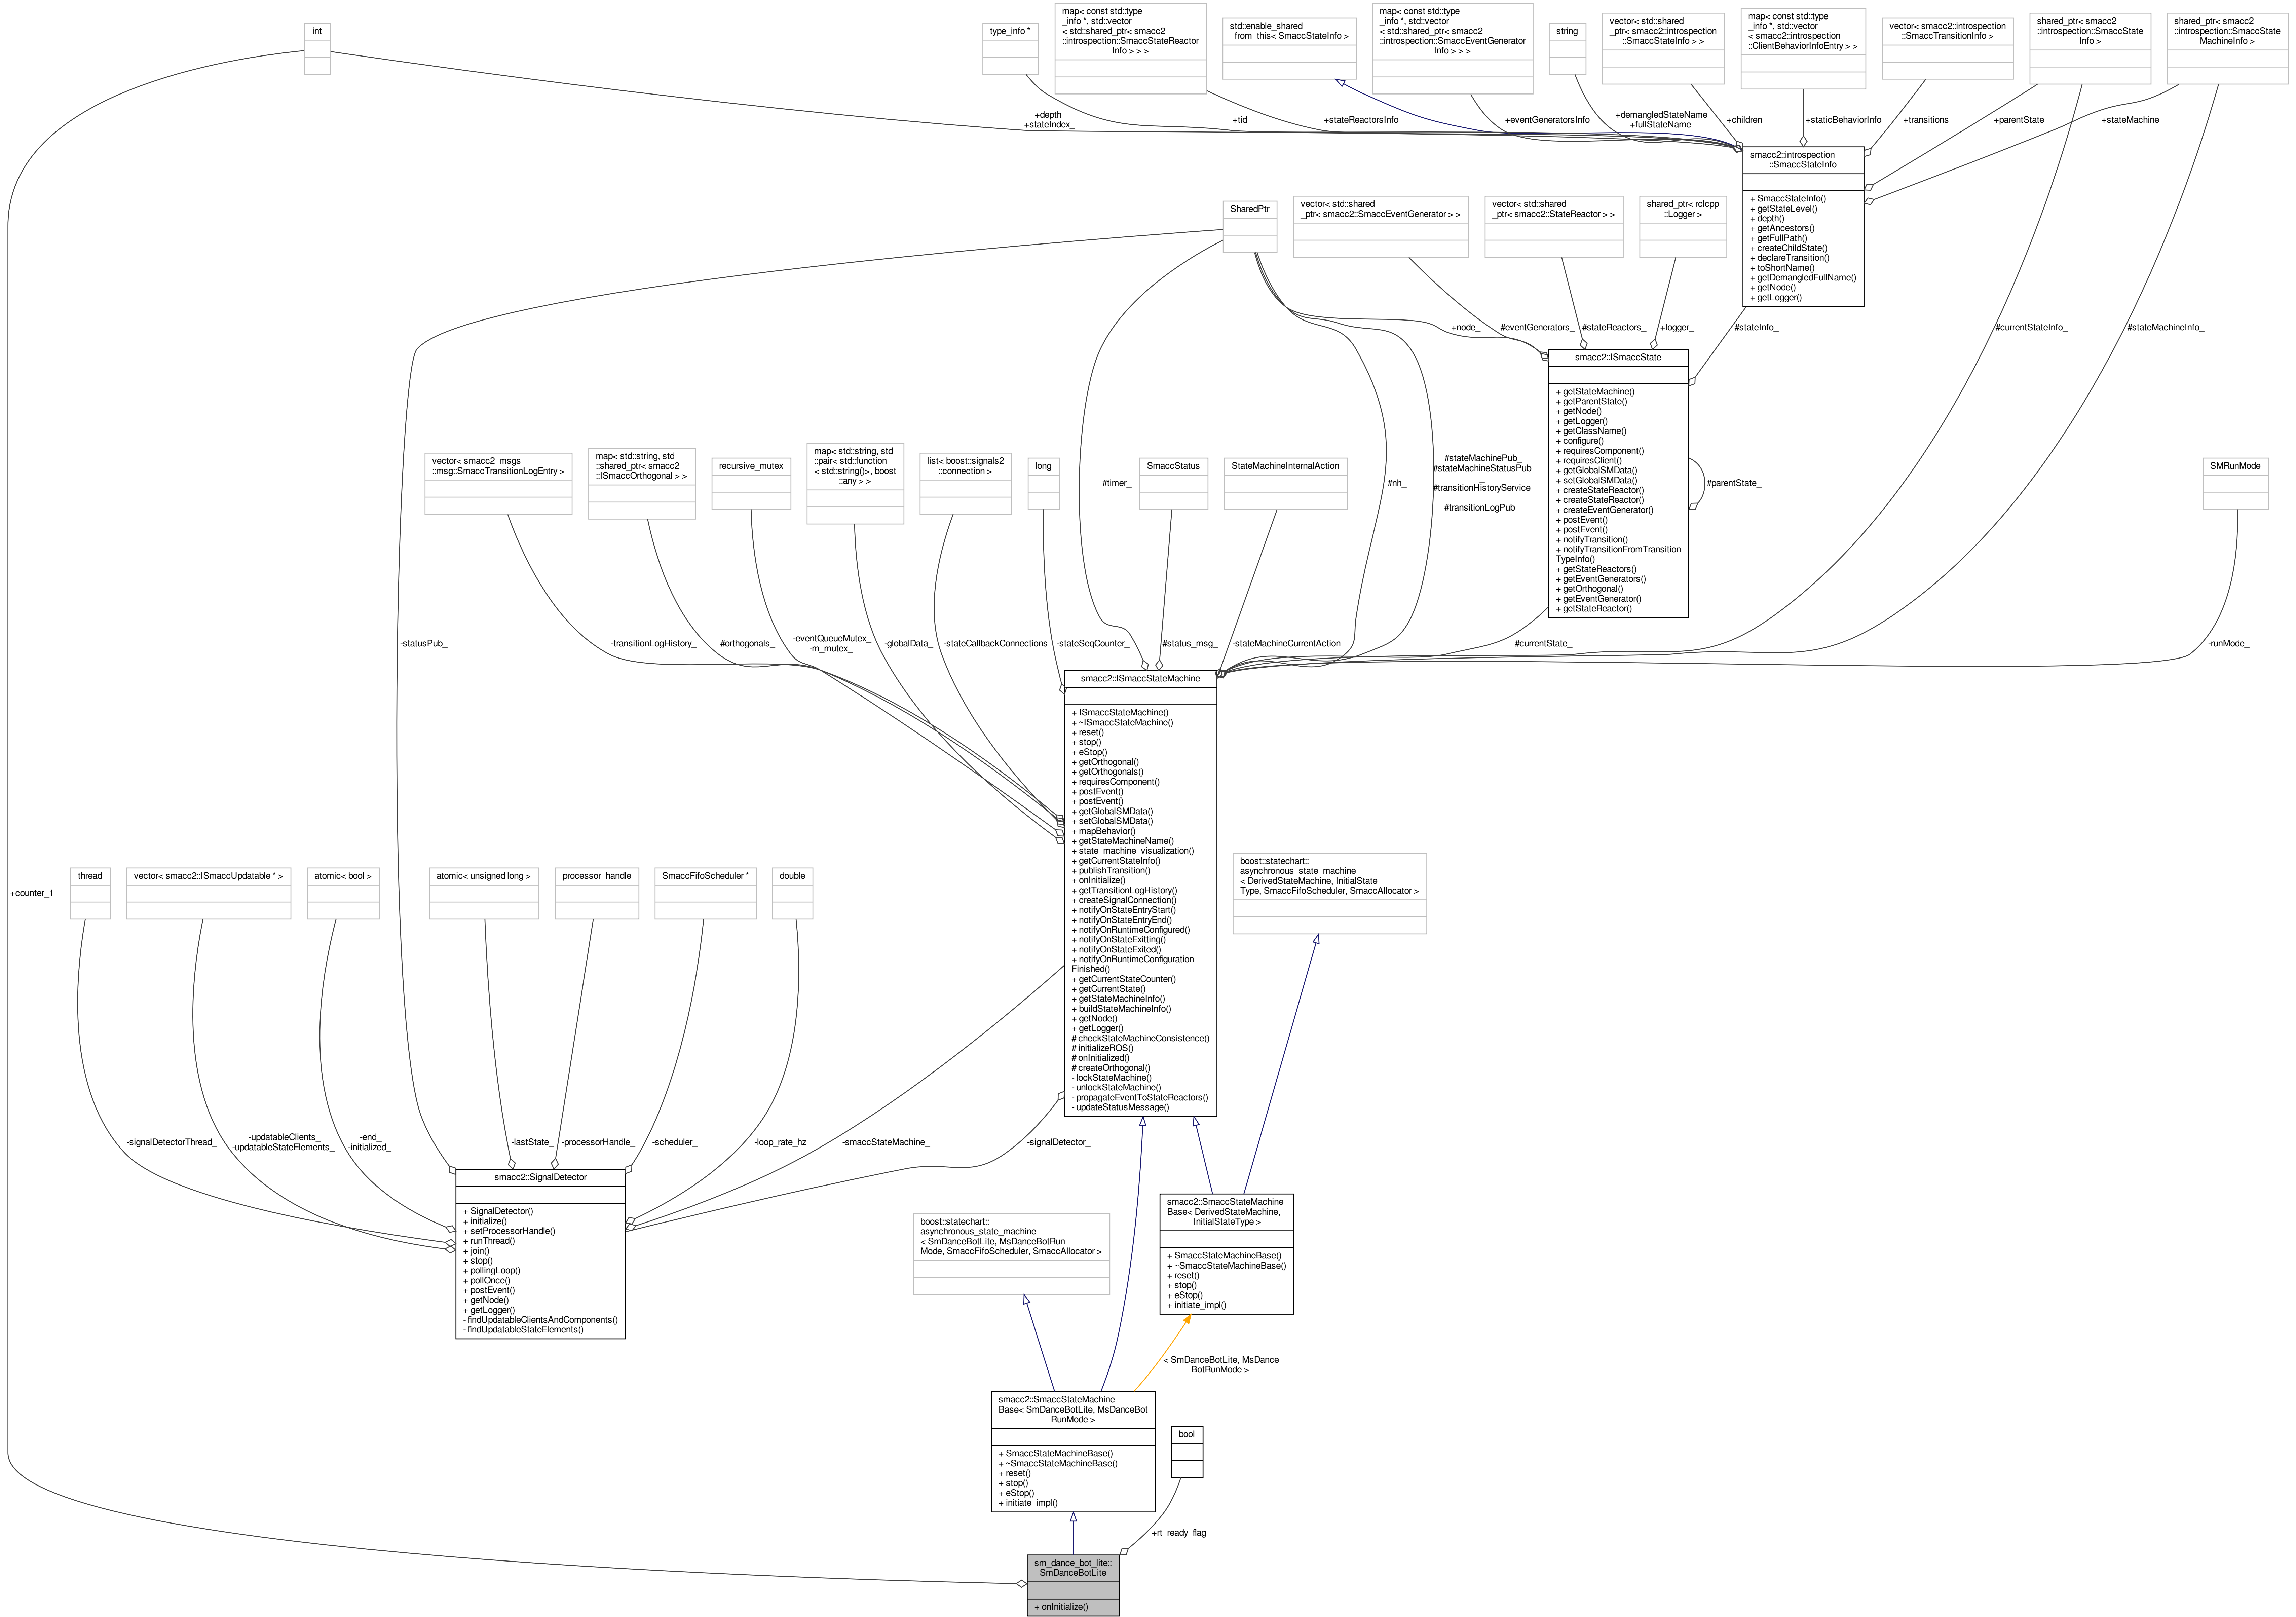 int
type_info *
map< const std::type
_info *, std::vector
< std::shared_ptr< smacc2
::introspection::SmaccStateReactor
Info > > >
std::enable_shared
_from_this< SmaccStateInfo >
map< const std::type
_info *, std::vector
< std::shared_ptr< smacc2
::introspection::SmaccEventGenerator
Info > > >
string
vector< std::shared
_ptr< smacc2::introspection
::SmaccStateInfo > >
map< const std::type
_info *, std::vector
< smacc2::introspection
::ClientBehaviorInfoEntry > >
vector< smacc2::introspection
::SmaccTransitionInfo >
shared_ptr< smacc2
::introspection::SmaccState
Info >
shared_ptr< smacc2
::introspection::SmaccState
MachineInfo >
+depth_
+stateIndex_
+tid_
+stateReactorsInfo
+eventGeneratorsInfo
+demangledStateName
+fullStateName
+children_
+staticBehaviorInfo
+transitions_
+parentState_
+stateMachine_
smacc2::introspection
::SmaccStateInfo
+ SmaccStateInfo()
+ getStateLevel()
+ depth()
+ getAncestors()
+ getFullPath()
+ createChildState()
+ declareTransition()
+ toShortName()
+ getDemangledFullName()
+ getNode()
+ getLogger()
SharedPtr
vector< std::shared
_ptr< smacc2::SmaccEventGenerator > >
vector< std::shared
_ptr< smacc2::StateReactor > >
shared_ptr< rclcpp
::Logger >
+node_
#eventGenerators_
#stateReactors_
+logger_
#stateInfo_
#currentStateInfo_
#stateMachineInfo_
smacc2::ISmaccState
+ getStateMachine()
+ getParentState()
+ getNode()
+ getLogger()
+ getClassName()
+ configure()
+ requiresComponent()
+ requiresClient()
+ getGlobalSMData()
+ setGlobalSMData()
+ createStateReactor()
+ createStateReactor()
+ createEventGenerator()
+ postEvent()
+ postEvent()
+ notifyTransition()
+ notifyTransitionFromTransition
TypeInfo()
+ getStateReactors()
+ getEventGenerators()
+ getOrthogonal()
+ getEventGenerator()
+ getStateReactor()
#parentState_
vector< smacc2_msgs
::msg::SmaccTransitionLogEntry >
map< std::string, std
::shared_ptr< smacc2
::ISmaccOrthogonal > >
recursive_mutex
map< std::string, std
::pair< std::function
< std::string()>, boost
::any > >
list< boost::signals2
::connection >
long
SmaccStatus
StateMachineInternalAction
SMRunMode
#timer_
#nh_
#stateMachinePub_
#stateMachineStatusPub
_
#transitionHistoryService
_
#transitionLogPub_
-statusPub_
-transitionLogHistory_
#orthogonals_
-eventQueueMutex_
-m_mutex_
-globalData_
-stateCallbackConnections
-stateSeqCounter_
#status_msg_
-stateMachineCurrentAction
#currentState_
-runMode_
smacc2::ISmaccStateMachine
+ ISmaccStateMachine()
+ ~ISmaccStateMachine()
+ reset()
+ stop()
+ eStop()
+ getOrthogonal()
+ getOrthogonals()
+ requiresComponent()
+ postEvent()
+ postEvent()
+ getGlobalSMData()
+ setGlobalSMData()
+ mapBehavior()
+ getStateMachineName()
+ state_machine_visualization()
+ getCurrentStateInfo()
+ publishTransition()
+ onInitialize()
+ getTransitionLogHistory()
+ createSignalConnection()
+ notifyOnStateEntryStart()
+ notifyOnStateEntryEnd()
+ notifyOnRuntimeConfigured()
+ notifyOnStateExitting()
+ notifyOnStateExited()
+ notifyOnRuntimeConfiguration
Finished()
+ getCurrentStateCounter()
+ getCurrentState()
+ getStateMachineInfo()
+ buildStateMachineInfo()
+ getNode()
+ getLogger()
# checkStateMachineConsistence()
# initializeROS()
# onInitialized()
# createOrthogonal()
- lockStateMachine()
- unlockStateMachine()
- propagateEventToStateReactors()
- updateStatusMessage()
+counter_1
thread
vector< smacc2::ISmaccUpdatable * >
atomic< bool >
atomic< unsigned long >
processor_handle
SmaccFifoScheduler *
double
boost::statechart::
asynchronous_state_machine
< DerivedStateMachine, InitialState
Type, SmaccFifoScheduler, SmaccAllocator >
-signalDetectorThread_
-updatableClients_
-updatableStateElements_
-end_
-initialized_
-lastState_
-processorHandle_
-scheduler_
-loop_rate_hz
-smaccStateMachine_
-signalDetector_
smacc2::SignalDetector
+ SignalDetector()
+ initialize()
+ setProcessorHandle()
+ runThread()
+ join()
+ stop()
+ pollingLoop()
+ pollOnce()
+ postEvent()
+ getNode()
+ getLogger()
- findUpdatableClientsAndComponents()
- findUpdatableStateElements()
boost::statechart::
asynchronous_state_machine
< SmDanceBotLite, MsDanceBotRun
Mode, SmaccFifoScheduler, SmaccAllocator >
smacc2::SmaccStateMachine
Base< DerivedStateMachine,
InitialStateType >
+ SmaccStateMachineBase()
+ ~SmaccStateMachineBase()
+ reset()
+ stop()
+ eStop()
+ initiate_impl()
< SmDanceBotLite, MsDance
BotRunMode >
smacc2::SmaccStateMachine
Base< SmDanceBotLite, MsDanceBot
RunMode >
+ SmaccStateMachineBase()
+ ~SmaccStateMachineBase()
+ reset()
+ stop()
+ eStop()
+ initiate_impl()
bool
+rt_ready_flag
sm_dance_bot_lite::
SmDanceBotLite
+ onInitialize()